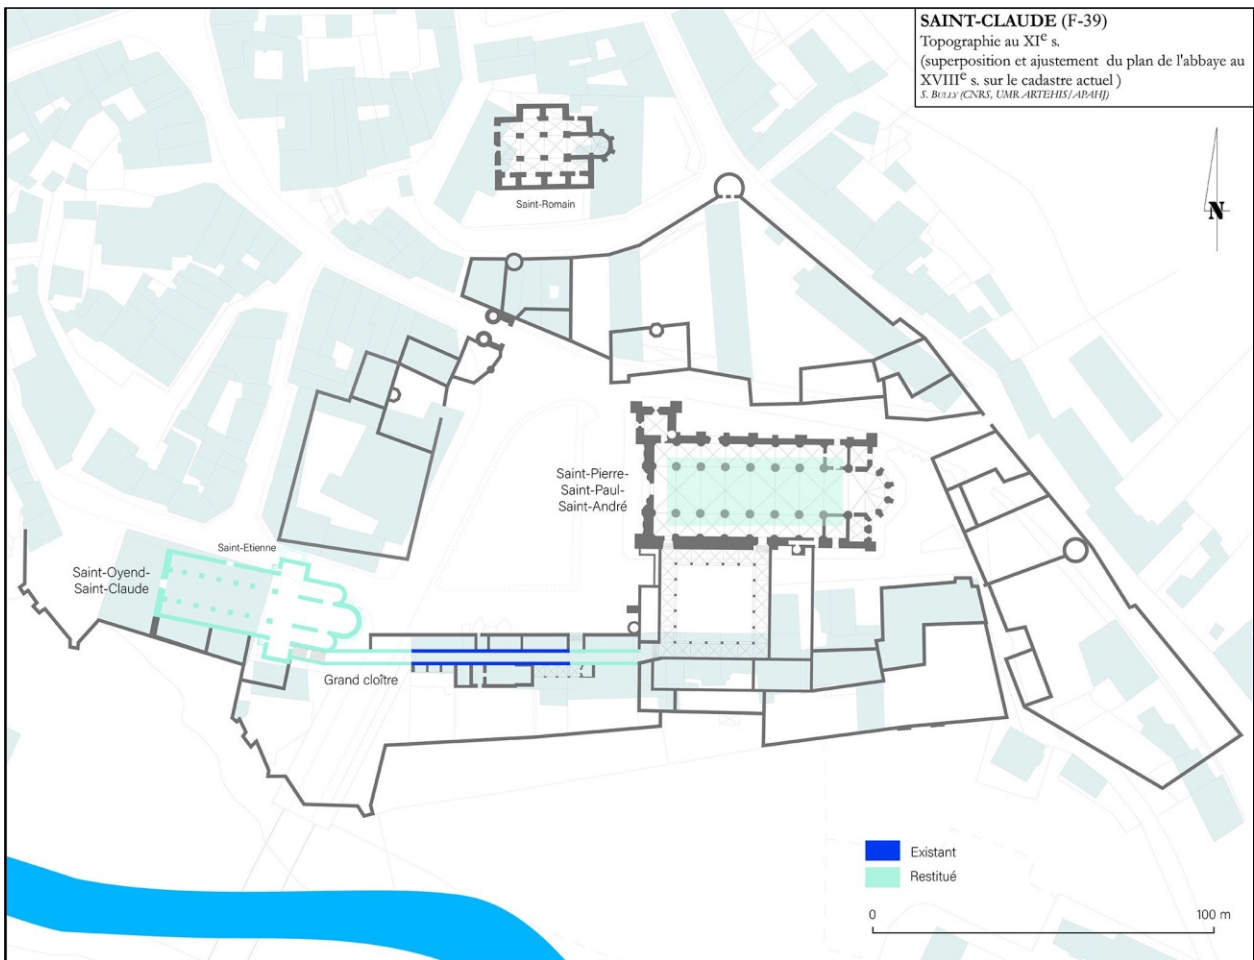 SAINT-CLAUDE (F-39)
Topographie au XIe s.
(superposition et ajustement du plan de l'abbaye au
XVIIIe s. sur le cadastre actuel )
S. BULLY (CNRS, UMR ARTEHIS/APAHJ)
Saint-Romain
N
Saint-Pierre-
Saint-Paul-
Saint-André
Saint-Etienne
Saint-Oyend-
Saint-Claude
Grand cloître
Existant
Restitué
0 100 m